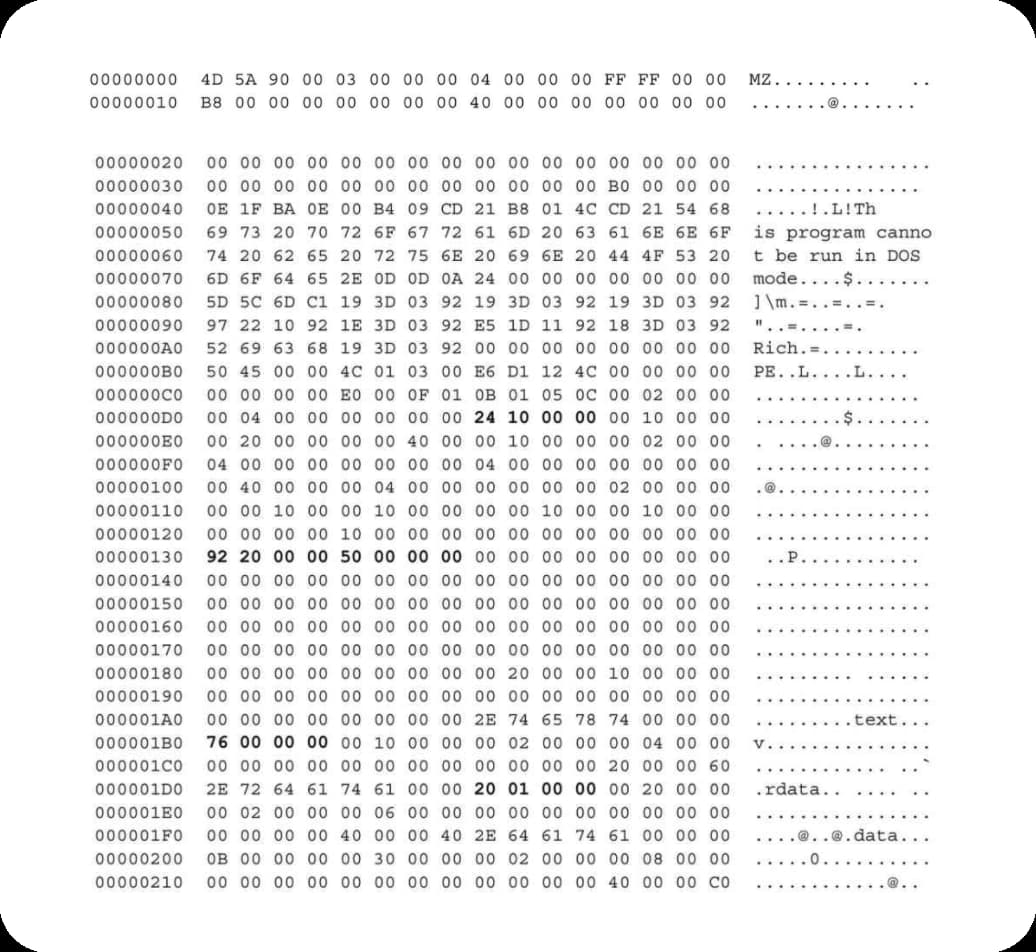 00000000 4D 5A 90 00 03 00 00 00 04 00 00 00 FF FF 00 00 MZ......... ..
00000010 B8 00 00 00 00 00 00 00 40 00 00 00 00 00 00 00 .......@.......
00000020 00 00 00 00 00 00 00 00 00 00 00 00 00 00 00 00 ................
00000030 00 00 00 00 00 00 00 00 00 00 00 00 B0 00 00 00 ...............
00000040 0E 1F BA 0E 00 B4 09 CD 21 B8 01 4C CD 21 54 68 .....!.L!Th
00000050 69 73 20 70 72 6F 67 72 61 6D 20 63 61 6E 6E 6F is program canno
00000060 74 20 62 65 20 72 75 6E 20 69 6E 20 44 4F 53 20 t be run in DOS
00000070 6D 6F 64 65 2E 0D 0D 0A 24 00 00 00 00 00 00 00 mode....$.......
00000080 5D 5C 6D C1 19 3D 03 92 19 3D 03 92 19 3D 03 92 ]\m.=..=..=.
00000090 97 22 10 92 1E 3D 03 92 E5 1D 11 92 18 3D 03 92 "..=....=.
000000A0 52 69 63 68 19 3D 03 92 00 00 00 00 00 00 00 00 Rich.=.........
000000B0 50 45 00 00 4C 01 03 00 E6 D1 12 4C 00 00 00 00 PE..L....L....
000000C0 00 00 00 00 E0 00 0F 01 0B 01 05 0C 00 02 00 00 ...............
000000D0 00 04 00 00 00 00 00 00 24 10 00 00 00 10 00 00 ........$.......
000000E0 00 20 00 00 00 00 40 00 00 10 00 00 00 02 00 00 . ....@.........
000000F0 04 00 00 00 00 00 00 00 04 00 00 00 00 00 00 00 ................
00000100 00 40 00 00 00 04 00 00 00 00 00 00 02 00 00 00 .@..............
00000110 00 00 10 00 00 10 00 00 00 00 10 00 00 10 00 00 ................
00000120 00 00 00 00 10 00 00 00 00 00 00 00 00 00 00 00 ................
00000130 92 20 00 00 50 00 00 00 00 00 00 00 00 00 00 00 ..P...........
00000140 00 00 00 00 00 00 00 00 00 00 00 00 00 00 00 00 ................
00000150 00 00 00 00 00 00 00 00 00 00 00 00 00 00 00 00 ................
00000160 00 00 00 00 00 00 00 00 00 00 00 00 00 00 00 00 ................
00000170 00 00 00 00 00 00 00 00 00 00 00 00 00 00 00 00 ................
00000180 00 00 00 00 00 00 00 00 00 20 00 00 10 00 00 00 ......... ......
00000190 00 00 00 00 00 00 00 00 00 00 00 00 00 00 00 00 ................
000001A0 00 00 00 00 00 00 00 00 2E 74 65 78 74 00 00 00 .........text...
000001B0 76 00 00 00 00 10 00 00 00 02 00 00 00 04 00 00 v...............
000001C0 00 00 00 00 00 00 00 00 00 00 00 00 20 00 00 60 ............ ..`
000001D0 2E 72 64 61 74 61 00 00 20 01 00 00 00 20 00 00 .rdata.. .... ..
000001E0 00 02 00 00 00 06 00 00 00 00 00 00 00 00 00 00 ................
000001F0 00 00 00 00 40 00 00 40 2E 64 61 74 61 00 00 00 ....@..@.data...
00000200 0B 00 00 00 00 30 00 00 00 02 00 00 00 08 00 00 .....0..........
00000210 00 00 00 00 00 00 00 00 00 00 00 00 40 00 00 C0 ............@..